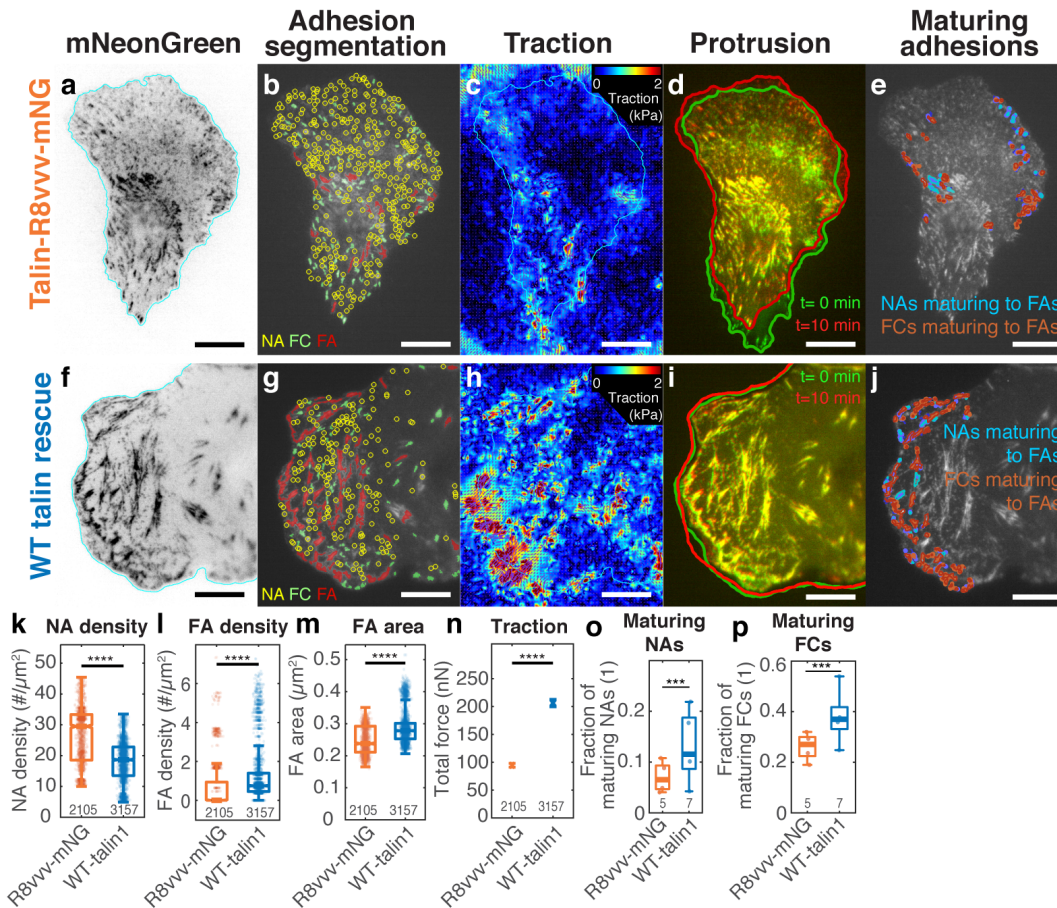 mNeonGreen
Adhesion
segmentation
Traction
Protrusion
Maturing
adhesions
Talin-R8vvv-mNG
a
b
NA FC FA
c
0 2
Traction
(kPa)
d
t= 0 min
t=10 min
e
NAs maturing to FAs
FCs maturing to FAs
WT talin rescue
f
g
NA FC FA
h
0 2
Traction
(kPa)
i
t= 0 min
t=10 min
j
NAs maturing
to FAs
FCs maturing
to FAs
k
NA density
NA density (#/μm²)
50
40
30
20
10
0
****
2105 3157
R8vvv-mNG
WT-talin1
l
FA density
FA density (#/μm²)
6
4
2
0
****
2105 3157
R8vvv-mNG
WT-talin1
m
FA area
FA area (μm²)
0.5
0.4
0.3
0.2
0.1
0
****
2105 3157
R8vvv-mNG
WT-talin1
n
Traction
Total force (nN)
250
200
150
100
50
0
****
2105 3157
R8vvv-mNG
WT-talin1
o
Maturing
NAs
Fraction of
maturing NAs (1)
0.2
0.1
0
***
5 7
R8vvv-mNG
WT-talin1
p
Maturing
FCs
Fraction of
maturing FCs (1)
0.6
0.4
0.2
0
***
5 7
R8vvv-mNG
WT-talin1